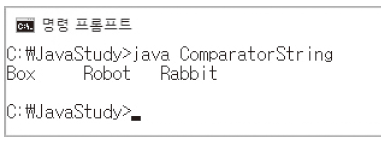 명령 프롬프트
C:₩JavaStudy>java ComparatorString
Box Robot Rabbit
C:₩JavaStudy>_